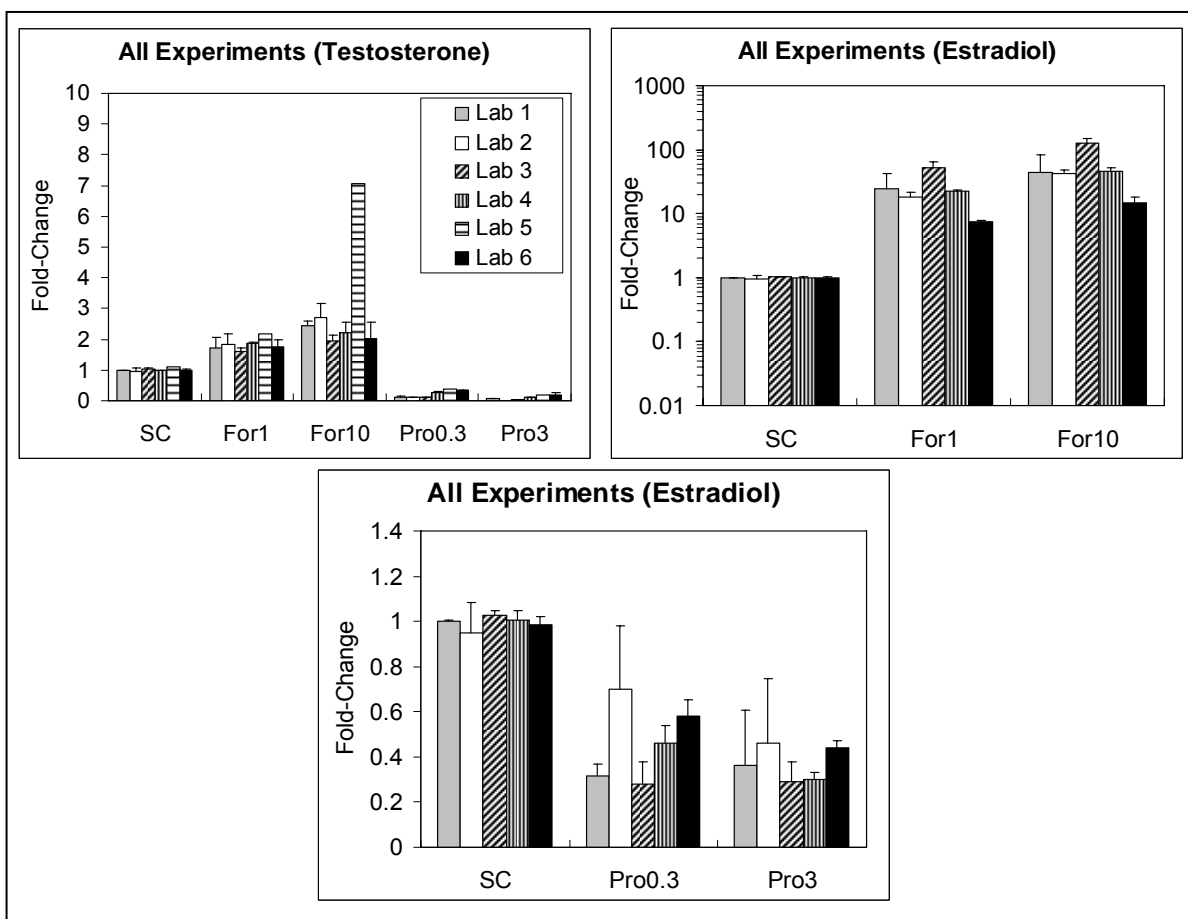 All Experiments (Testosterone)
Fold-Change
10
9
8
7
6
5
4
3
2
1
0
Lab 1
Lab 2
Lab 3
Lab 4
Lab 5
Lab 6
SC For1 For10 Pro0.3 Pro3
All Experiments (Estradiol)
Fold-Change
1000
100
10
1
0.1
0.01
SC For1 For10
All Experiments (Estradiol)
Fold-Change
1.4
1.2
1
0.8
0.6
0.4
0.2
0
SC Pro0.3 Pro3